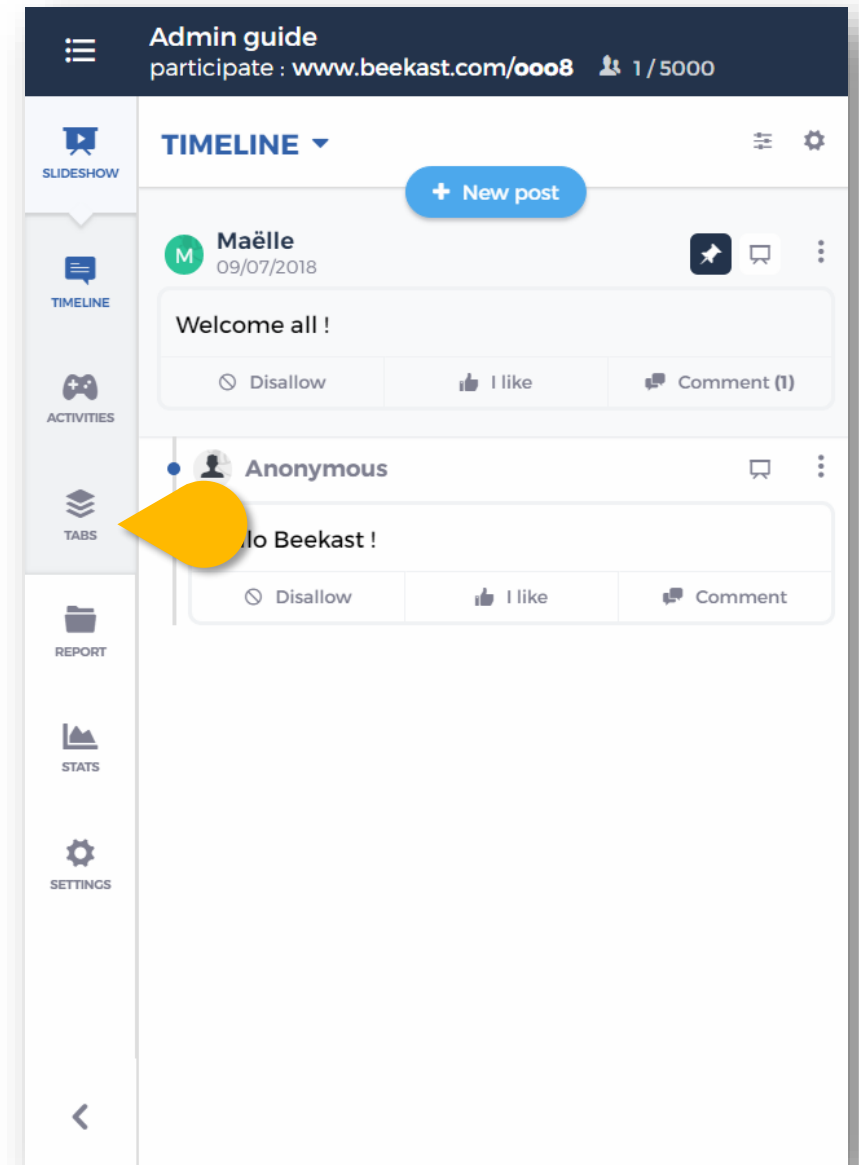 Admin guide
participate : www.beekast.com/ooo8 1 / 5000
SLIDESHOW
TIMELINE
+ New post
M
Maëlle
09/07/2018
Welcome all !
Disallow I like Comment (1)
TIMELINE
ACTIVITIES
TABS
Anonymous
lo Beekast !
Disallow I like Comment
REPORT
STATS
SETTINGS